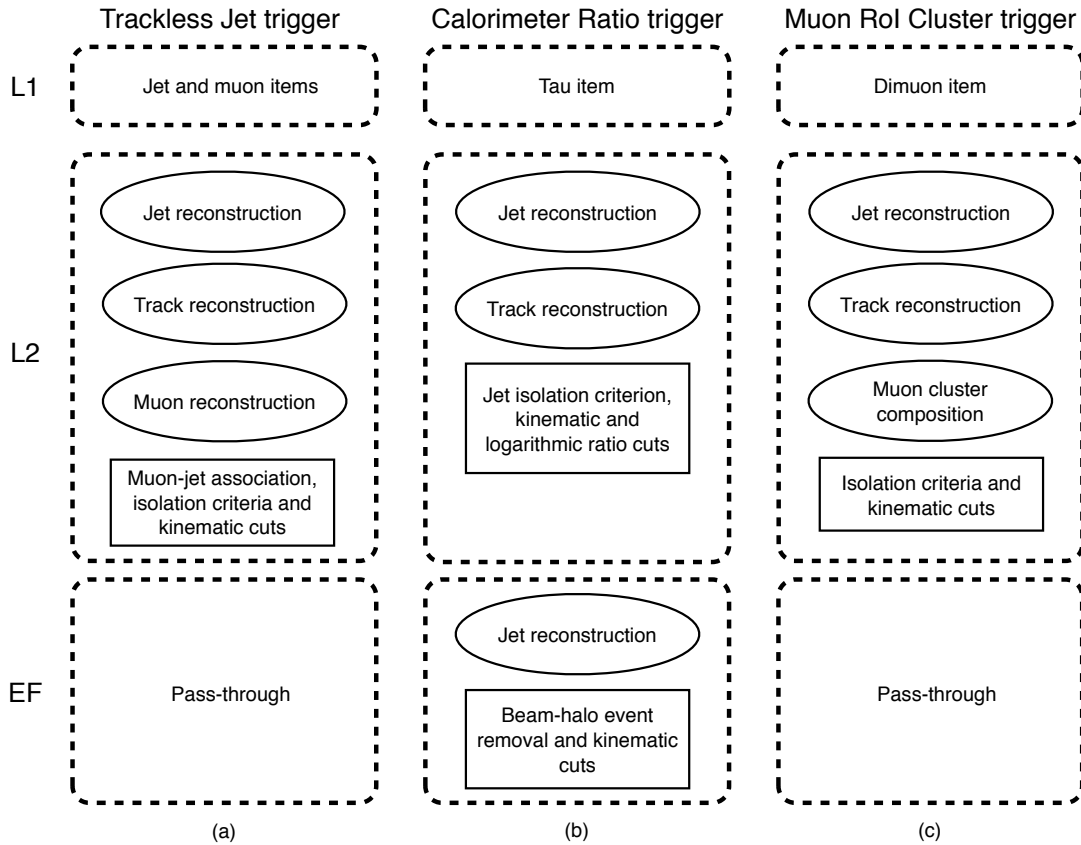 Trackless Jet trigger
Calorimeter Ratio trigger
Muon RoI Cluster trigger
L1
Jet and muon items
Tau item
Dimuon item
L2
Jet reconstruction
Track reconstruction
Muon reconstruction
Muon-jet association,
isolation criteria and
kinematic cuts
Jet reconstruction
Track reconstruction
Jet isolation criterion,
kinematic and
logarithmic ratio cuts
Jet reconstruction
Track reconstruction
Muon cluster
composition
Isolation criteria and
kinematic cuts
EF
Pass-through
Jet reconstruction
Beam-halo event
removal and kinematic
cuts
Pass-through
(a)
(b)
(c)